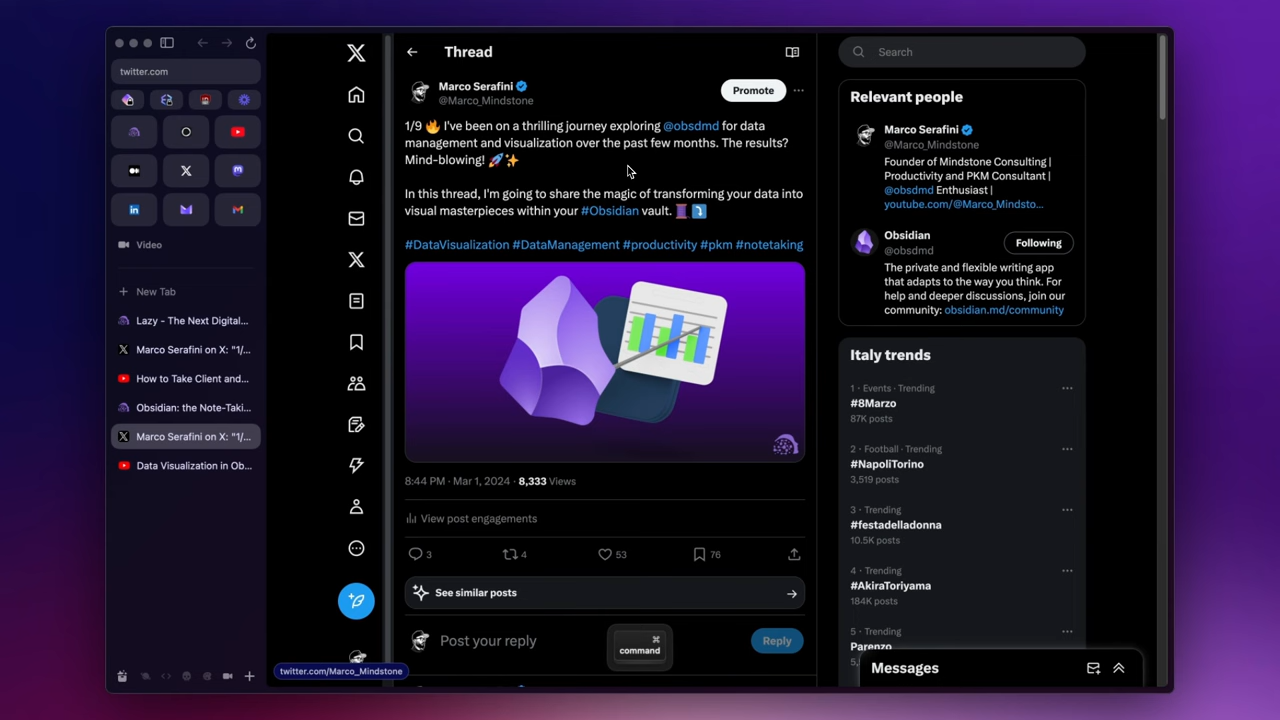 twitter.com
Video
New Tab
Lazy - The Next Digital...
Marco Serafini on X: "1/...
How to Take Client and...
Obsidian: the Note-Taki...
Marco Serafini on X: "1/...
Data Visualization in Ob...
Thread
Marco Serafini
@Marco_Mindstone
Promote
1/9 🔥 I've been on a thrilling journey exploring @obsdmd for data
management and visualization over the past few months. The results?
Mind-blowing! 🚀✨
In this thread, I'm going to share the magic of transforming your data into
visual masterpieces within your #Obsidian vault. 🧵⤵️
#DataVisualization #DataManagement #productivity #pkm #notetaking
8:44 PM · Mar 1, 2024 · 8,333 Views
View post engagements
3
4
53
76
See similar posts
Post your reply
Reply
⌘
command
twitter.com/Marco_Mindstone
Search
Relevant people
Marco Serafini
@Marco_Mindstone
Founder of Mindstone Consulting |
Productivity and PKM Consultant |
@obsdmd Enthusiast |
youtube.com/@Marco_Mindsto...
Obsidian
@obsdmd
Following
The private and flexible writing app
that adapts to the way you think. For
help and deeper discussions, join our
community: obsidian.md/community
Italy trends
1 · Events · Trending
#8Marzo
87K posts
2 · Football · Trending
#NapoliTorino
3,519 posts
3 · Trending
#festadelladonna
10.5K posts
4 · Trending
#AkiraToriyama
184K posts
5 · Trending
Parenzo
Messages